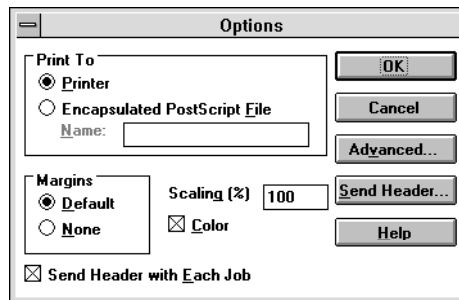 Options
Print To
Printer
Encapsulated PostScript File
Name:
OK
Cancel
Advanced...
Send Header...
Help
Margins
Default
None
Scaling (%) 100
Color
Send Header with Each Job